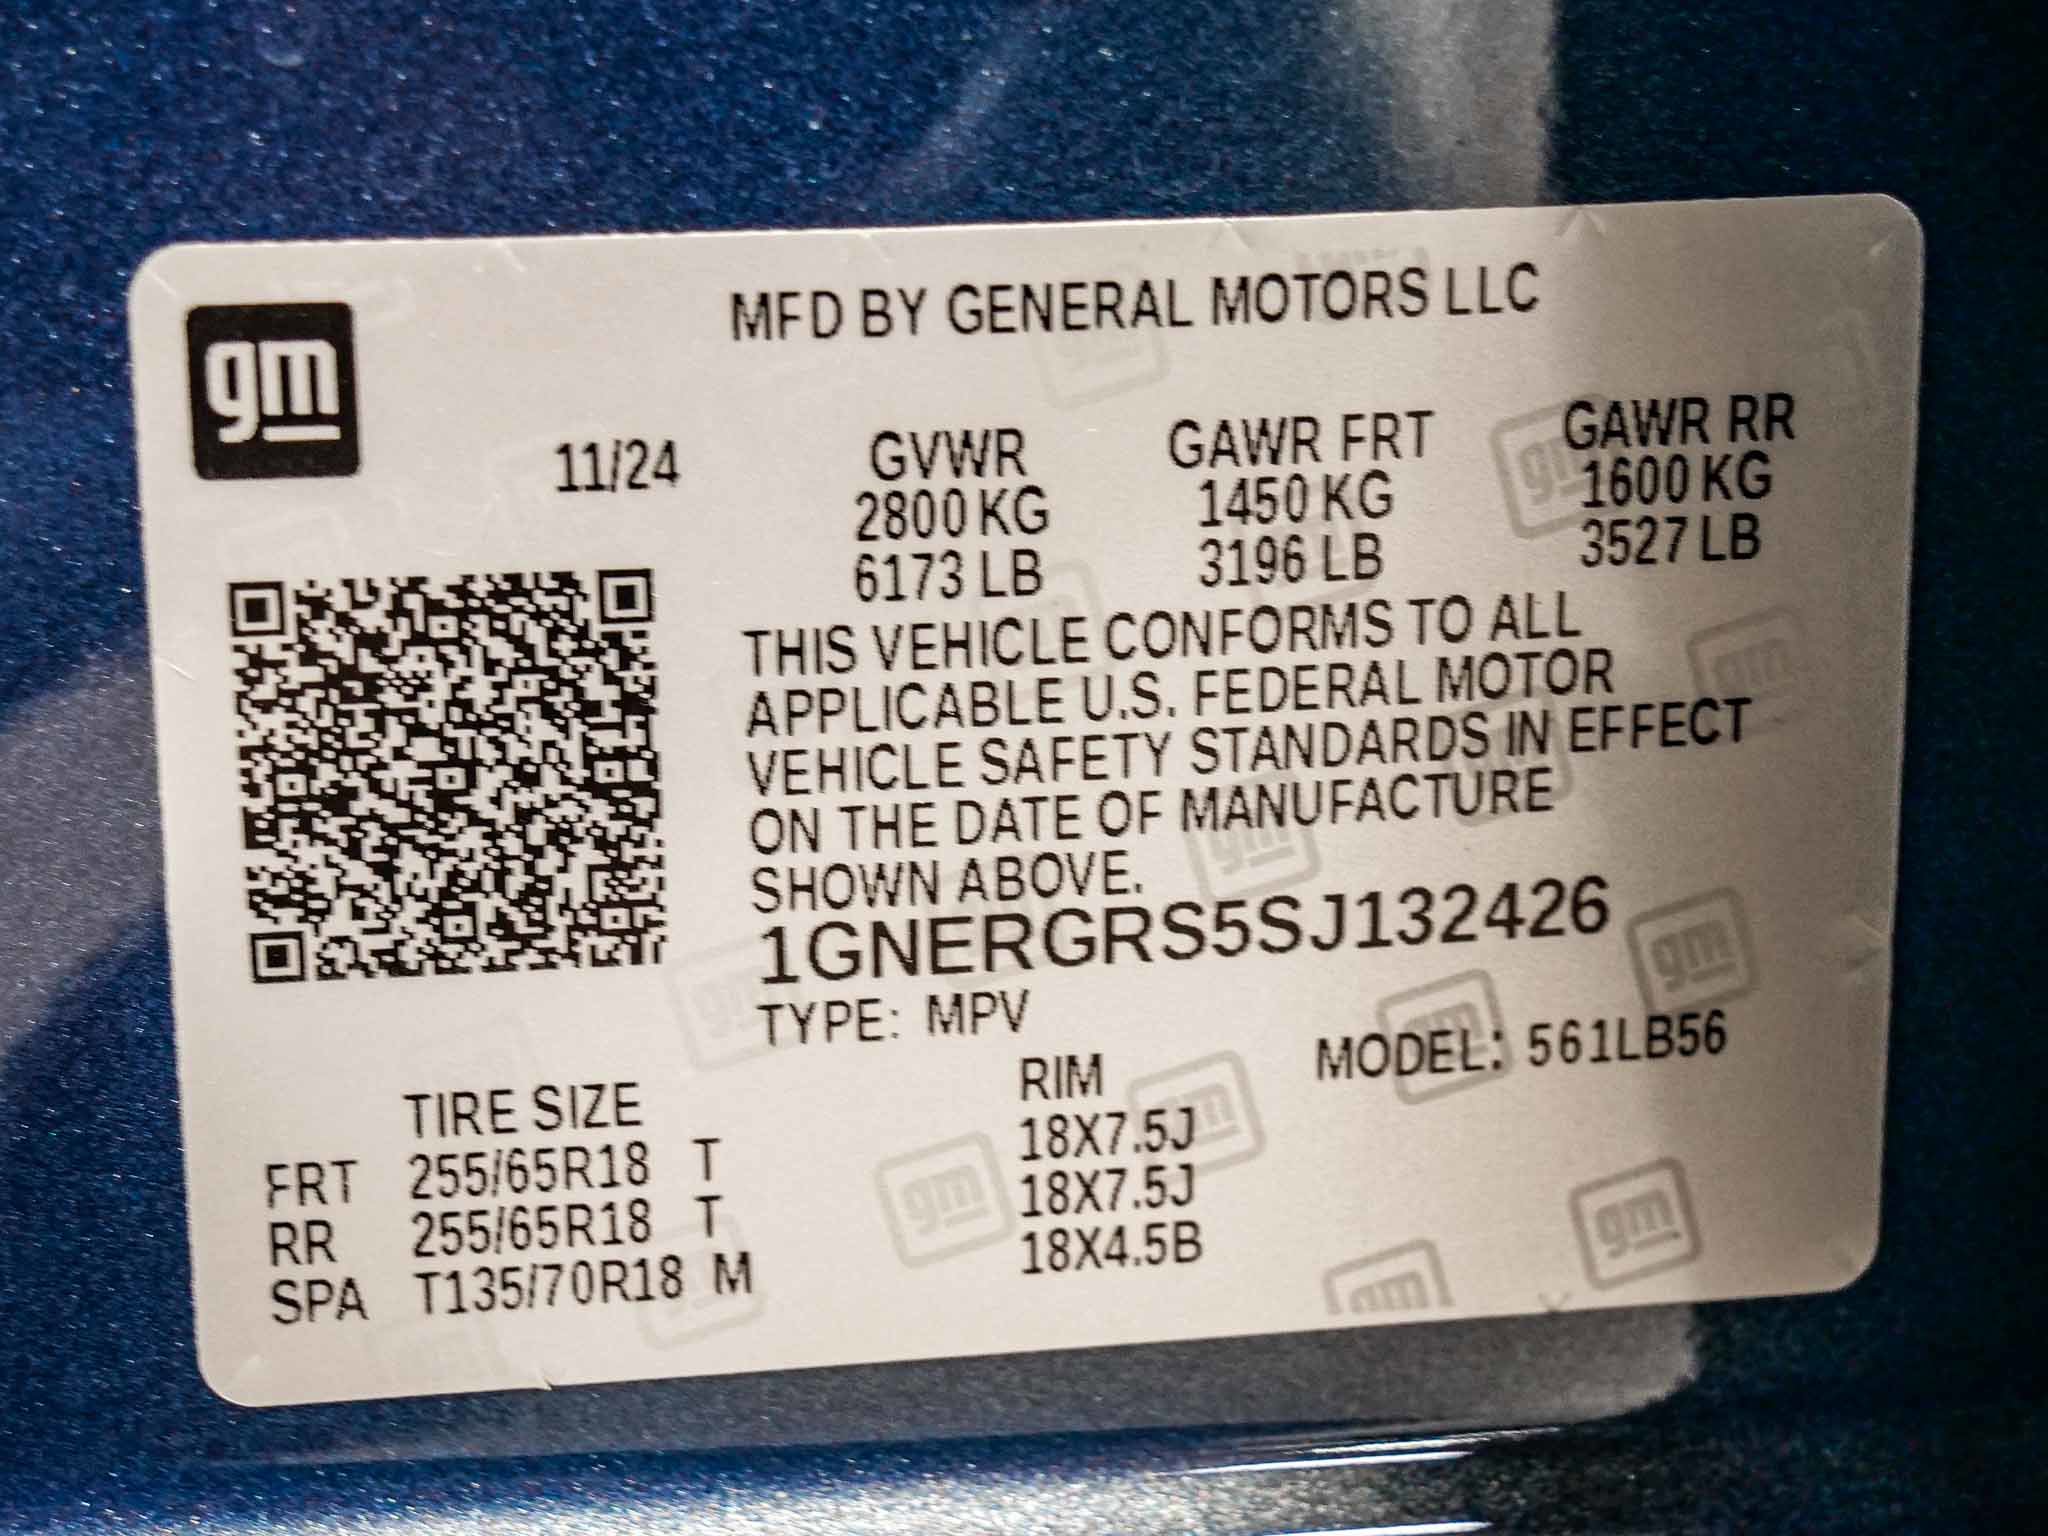 gm
MFD BY GENERAL MOTORS LLC
11/24
GVWR GAWR FRT GAWR RR
2800 KG 1450 KG 1600 KG
6173 LB 3196 LB 3527 LB
THIS VEHICLE CONFORMS TO ALL
APPLICABLE U.S. FEDERAL MOTOR
VEHICLE SAFETY STANDARDS IN EFFECT
ON THE DATE OF MANUFACTURE
SHOWN ABOVE.
1GNERGRS5SJ132426
TYPE: MPV MODEL: 561LB56
TIRE SIZE RIM
FRT 255/65R18 T 18X7.5J
RR 255/65R18 T 18X7.5J
SPA T135/70R18 M 18X4.5B